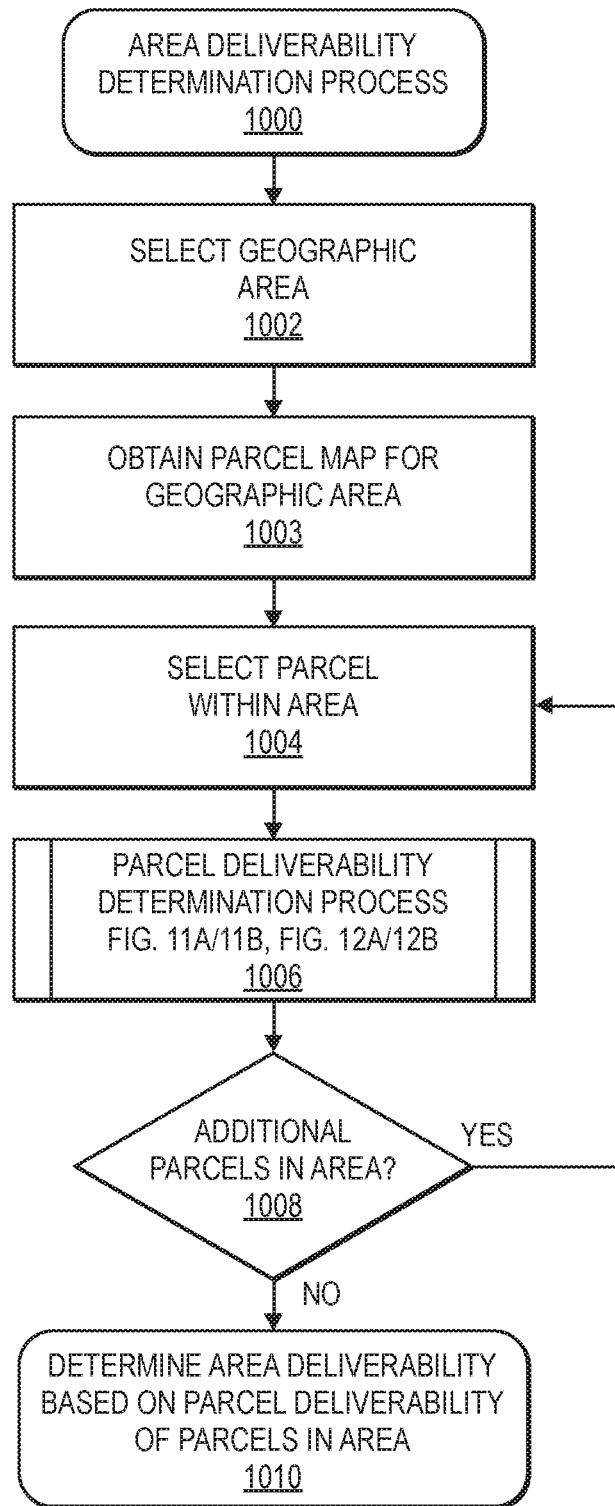 AREA DELIVERABILITY
DETERMINATION PROCESS
1000
SELECT GEOGRAPHIC
AREA
1002
OBTAIN PARCEL MAP FOR
GEOGRAPHIC AREA
1003
SELECT PARCEL
WITHIN AREA
1004
PARCEL DELIVERABILITY
DETERMINATION PROCESS
FIG. 11A/11B, FIG. 12A/12B
1006
ADDITIONAL
PARCELS IN AREA?
1008
YES
NO
DETERMINE AREA DELIVERABILITY
BASED ON PARCEL DELIVERABILITY
OF PARCELS IN AREA
1010